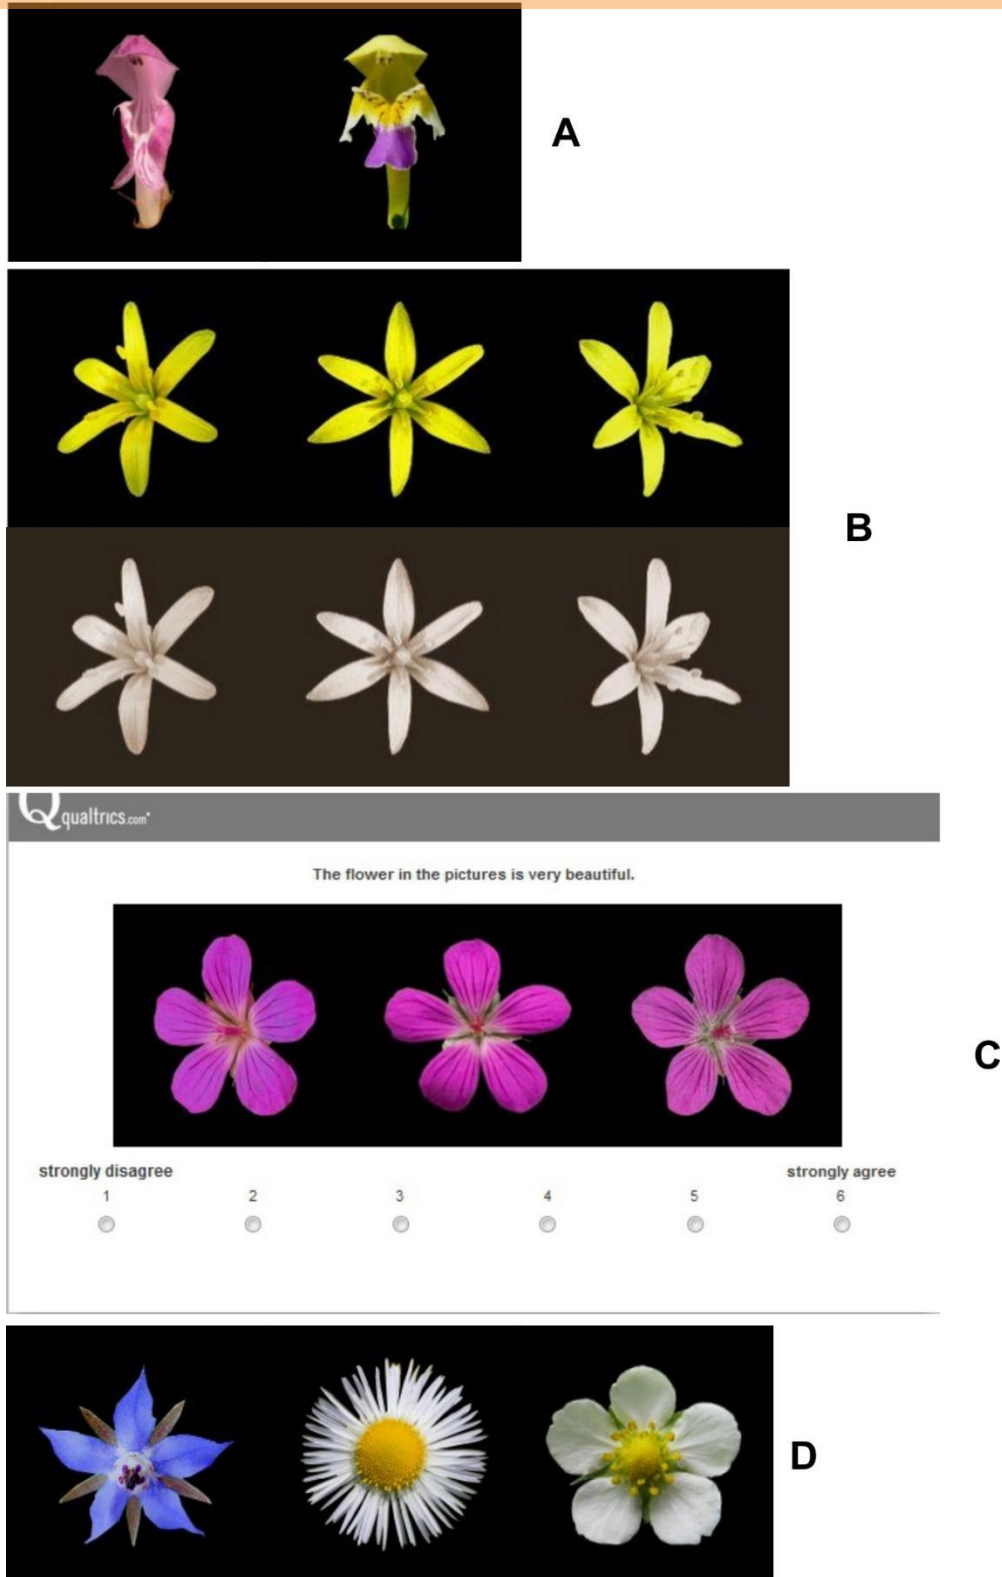 A
B
qualtrics.com
The flower in the pictures is very beautiful.
C
strongly disagree
strongly agree
1 2 3 4 5 6
D